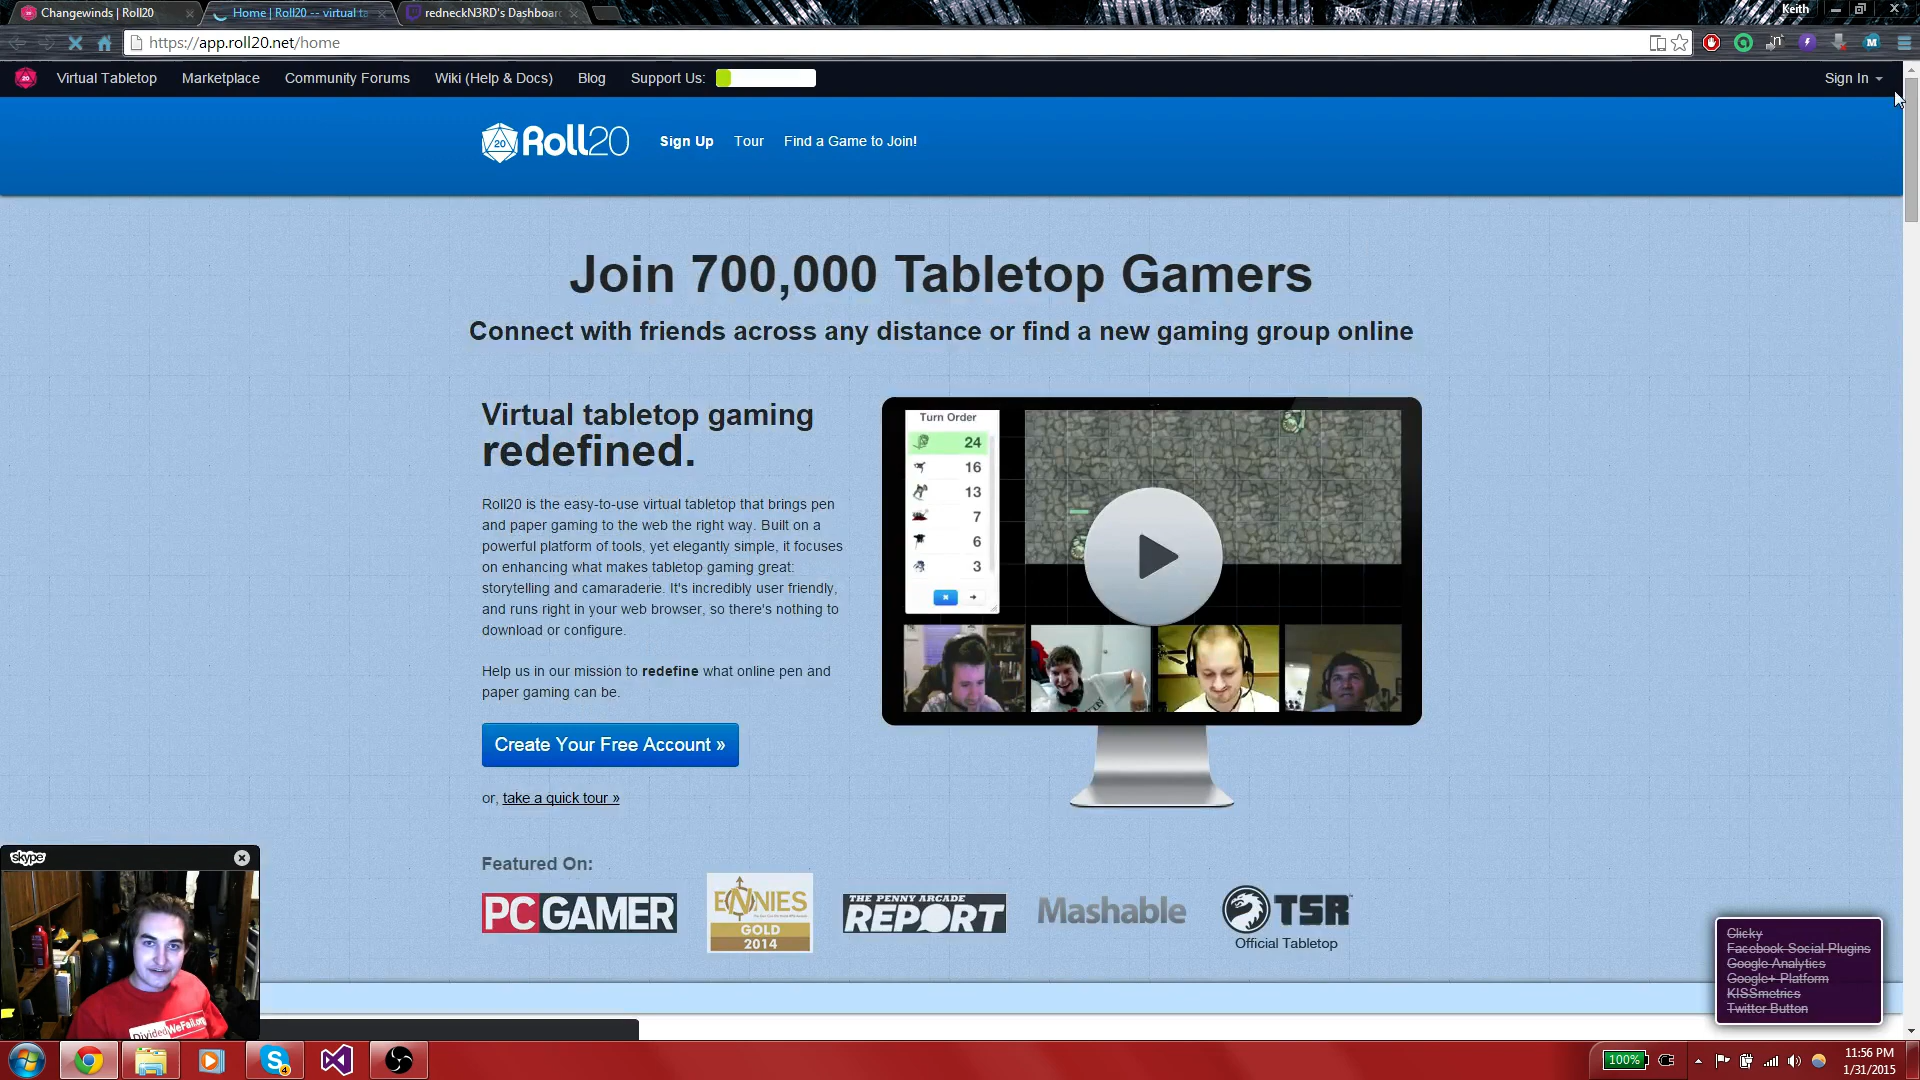 Changewinds | Roll20
Home | Roll20 -- virtual ta
redneckN3RD's Dashboar
Keith
https://app.roll20.net/home
20
Virtual Tabletop
Marketplace
Community Forums
Wiki (Help & Docs)
Blog
Support Us:
Sign In
20 Roll20
Sign Up
Tour
Find a Game to Join!
Join 700,000 Tabletop Gamers
Connect with friends across any distance or find a new gaming group online
Virtual tabletop gaming
redefined.
Roll20 is the easy-to-use virtual tabletop that brings pen
and paper gaming to the web the right way. Built on a
powerful platform of tools, yet elegantly simple, it focuses
on enhancing what makes tabletop gaming great:
storytelling and camaraderie. It's incredibly user friendly,
and runs right in your web browser, so there's nothing to
download or configure.
Help us in our mission to redefine what online pen and
paper gaming can be.
Create Your Free Account »
or, take a quick tour »
Turn Order
24
16
13
7
6
3
Featured On:
PC GAMER
ENNIES
GOLD
2014
THE PENNY ARCADE
REPORT
Mashable
TSR
Official Tabletop
skype
DividedWeFall.org
Clicky
Facebook Social Plugins
Google Analytics
Google+ Platform
KISSmetrics
Twitter Button
4
100%
11:56 PM
1/31/2015